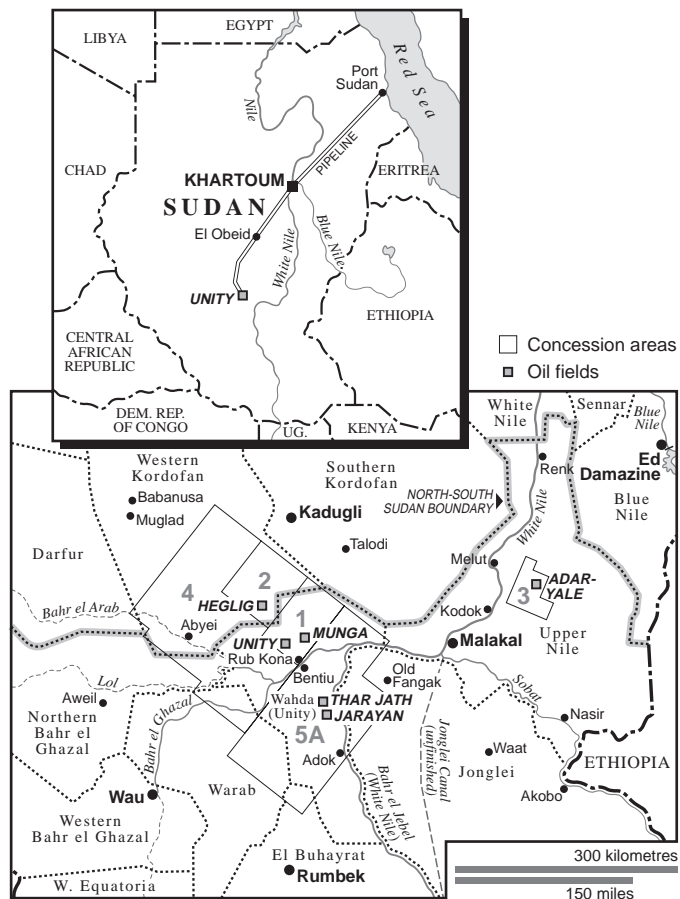 LIBYA
EGYPT
Red Sea
Port
Sudan
Nile
PIPELINE
CHAD
KHARTOUM
ERITREA
SUDAN
El Obeid
White Nile
Blue Nile
UNITY
ETHIOPIA
CENTRAL
AFRICAN
REPUBLIC
DEM. REP.
OF CONGO
UG.
KENYA
Concession areas
Oil fields
White
Nile
Sennar
Blue
Nile
Western
Kordofan
Southern
Kordofan
Renk
Ed
Damazine
Babanusa
Muglad
Kadugli
NORTH-SOUTH
SUDAN BOUNDARY
White Nile
Blue
Nile
Talodi
Darfur
Melut
4
2
HEGLIG
3
ADAR-
YALE
Bahr el Arab
Abyei
1
MUNGA
Kodok
UNITY
Malakal
Upper
Nile
Rub Kona
Bentiu
Old
Fangak
Lol
Aweil
Wahda
(Unity)
THAR JATH
JARAYAN
Sobat
Nasir
Northern
Bahr el
Ghazal
Bahr el Ghazal
5A
Adok
Jonglei Canal
(unfinished)
Waat
Jonglei
ETHIOPIA
Wau
Warab
Bahr el Jebel
(White Nile)
Akobo
Western
Bahr el Ghazal
El Buhayrat
Rumbek
W. Equatoria
300 kilometres
150 miles